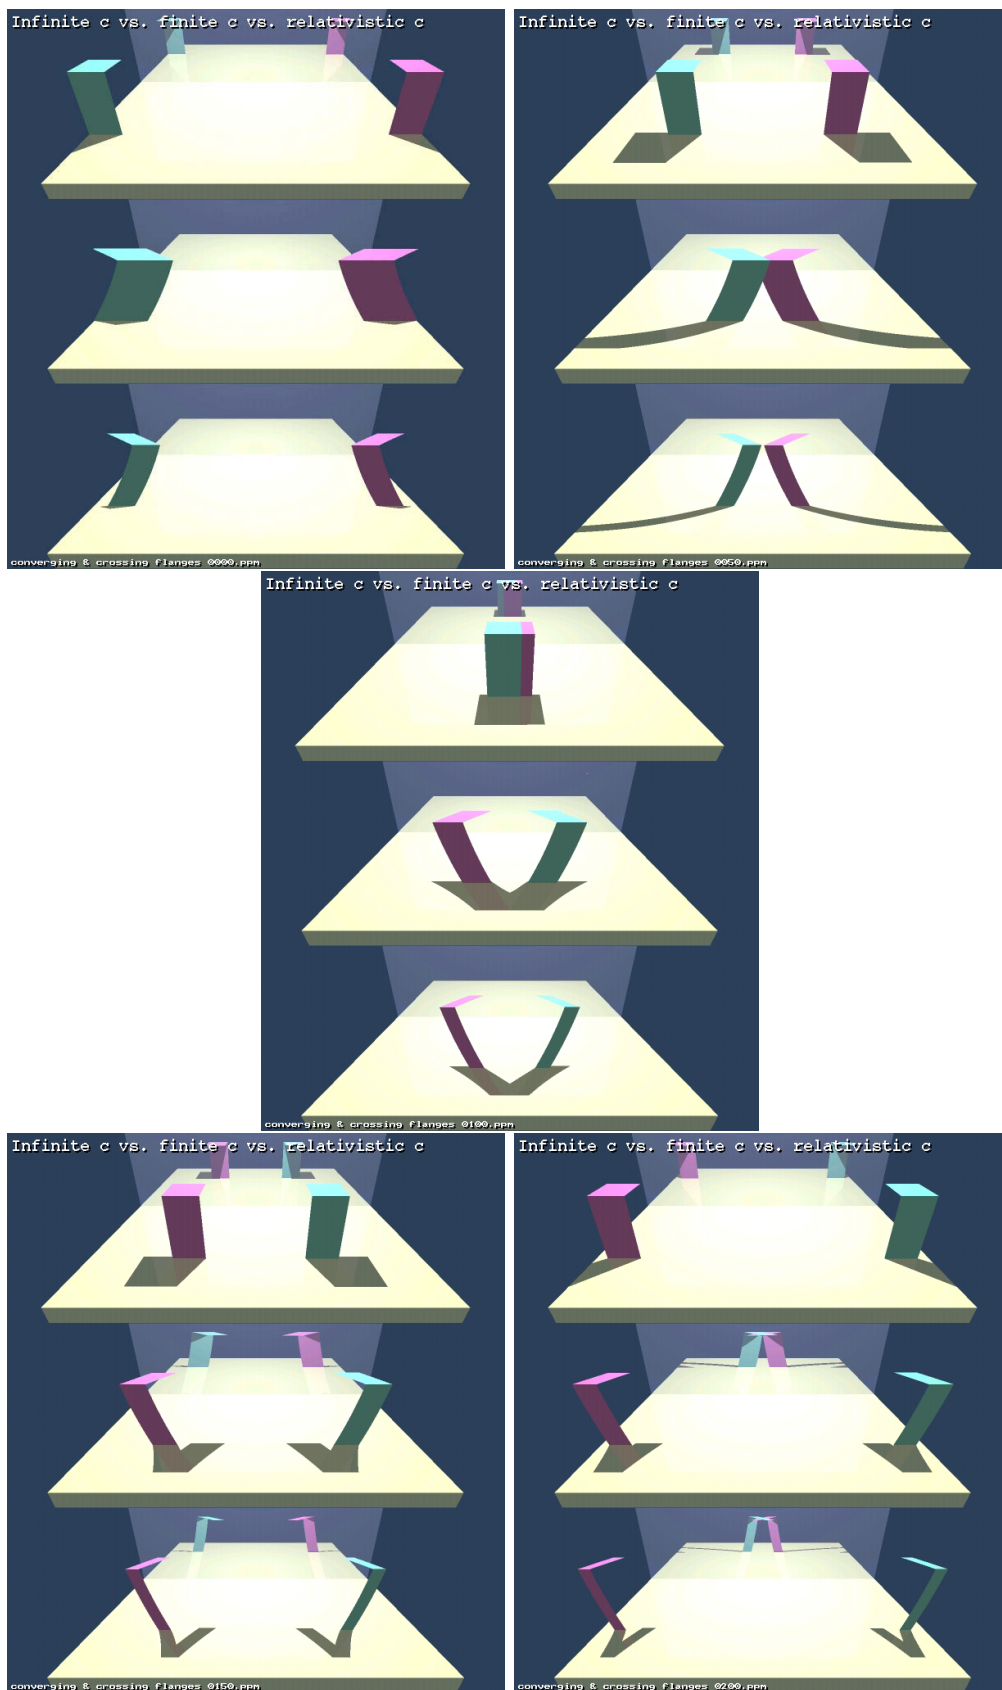 Infinite c vs. finite c vs. relativistic c
Infinite c vs. finite c vs. relativistic c
converging & crossing flanges 0000.ppm
converging & crossing flanges 0050.ppm
Infinite c vs. finite c vs. relativistic c
converging & crossing flanges 0100.ppm
Infinite c vs. finite c vs. relativistic c
Infinite c vs. finite c vs. relativistic c
converging & crossing flanges 0150.ppm
converging & crossing flanges 0200.ppm